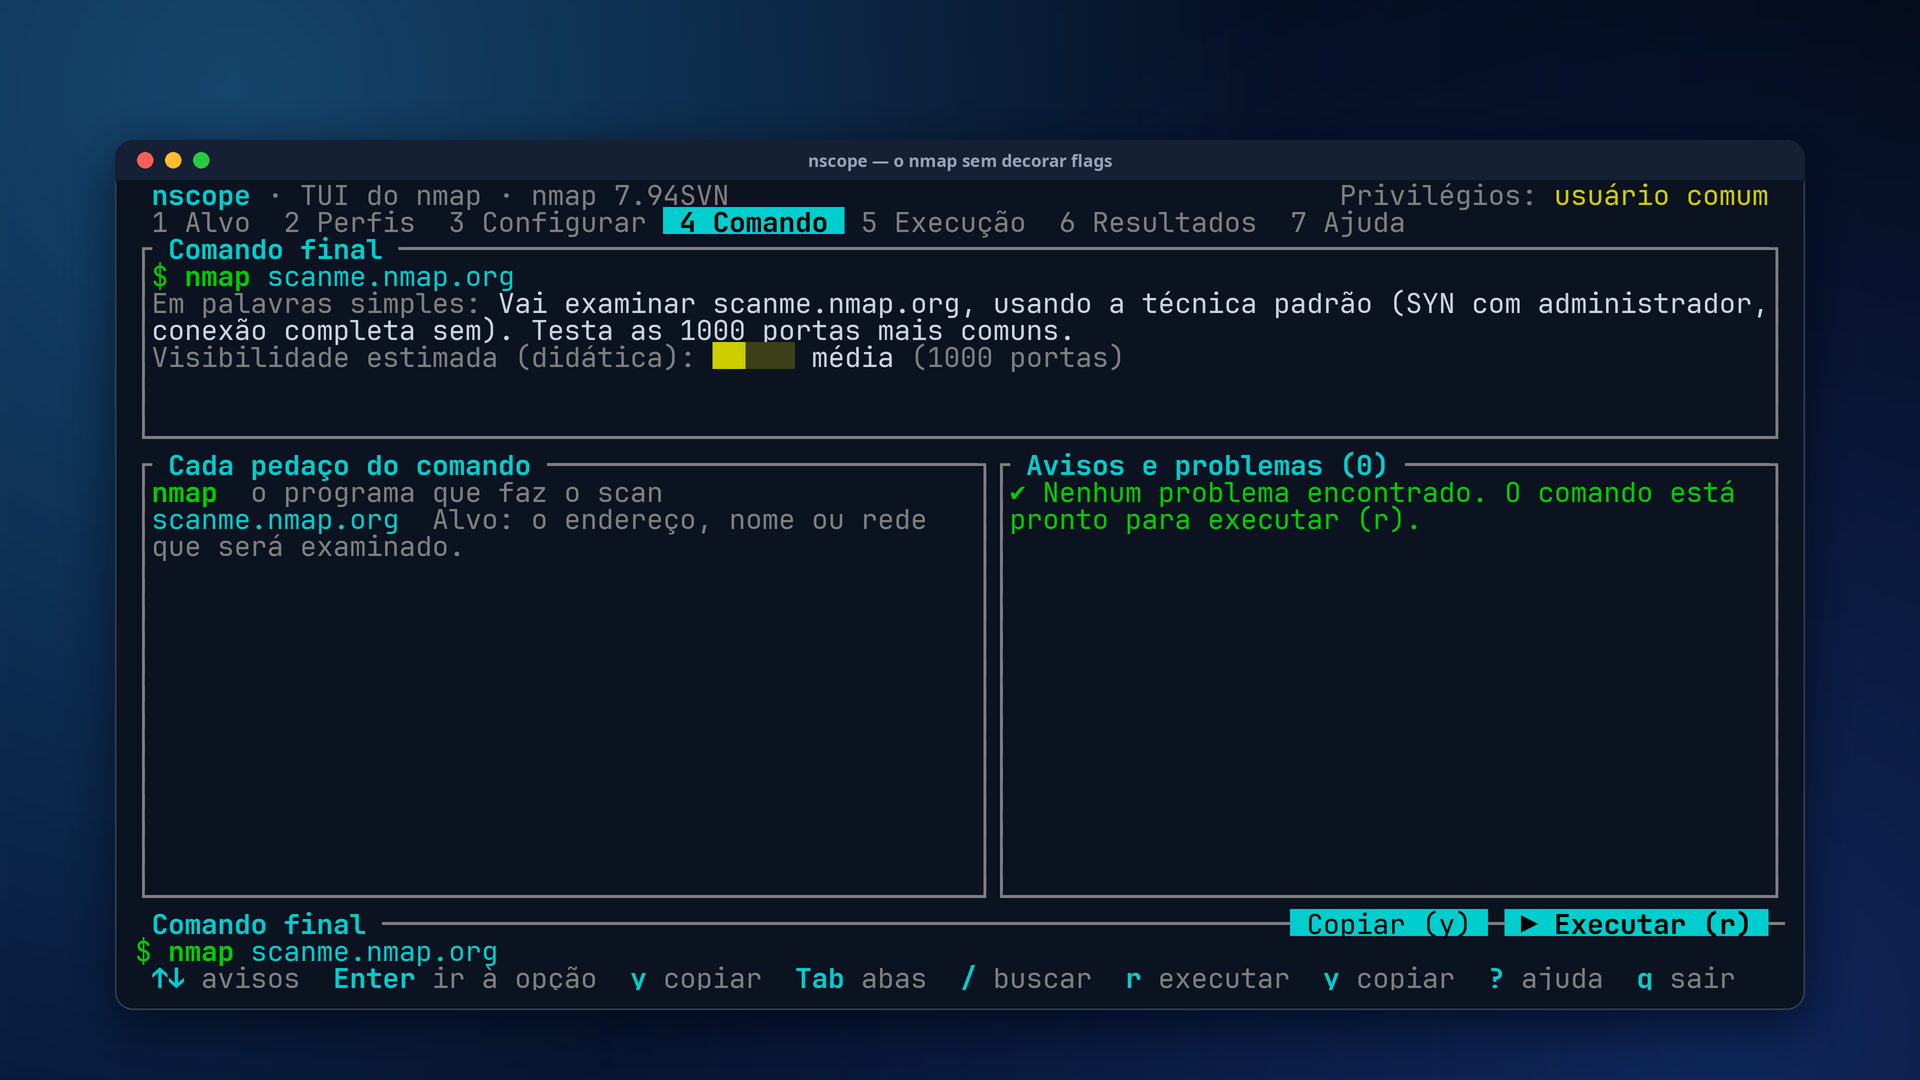 nscope — o nmap sem decorar flags
nscope · TUI do nmap · nmap 7.94SVN Privilégios: usuário comum
1 Alvo 2 Perfis 3 Configurar 4 Comando 5 Execução 6 Resultados 7 Ajuda
Comando final
$ nmap scanme.nmap.org
Em palavras simples: Vai examinar scanme.nmap.org, usando a técnica padrão (SYN com administrador,
conexão completa sem). Testa as 1000 portas mais comuns.
Visibilidade estimada (didática): média (1000 portas)
Cada pedaço do comando
nmap o programa que faz o scan
scanme.nmap.org Alvo: o endereço, nome ou rede
que será examinado.
Avisos e problemas (0)
✔ Nenhum problema encontrado. O comando está
pronto para executar (r).
Comando final Copiar (y) ▶ Executar (r)
$ nmap scanme.nmap.org
↑↓ avisos Enter ir à opção y copiar Tab abas / buscar r executar y copiar ? ajuda q sair